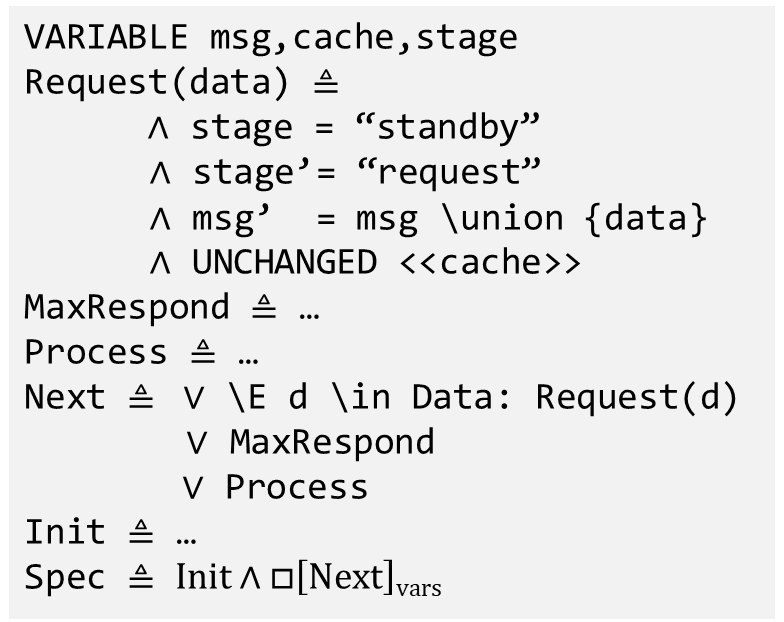 VARIABLE msg,cache,stage
Request(data) ≜
∧ stage = “standby”
∧ stage’= “request”
∧ msg’ = msg \union {data}
∧ UNCHANGED <<cache>>
MaxRespond ≜ …
Process ≜ …
Next ≜ ∨ \E d \in Data: Request(d)
∨ MaxRespond
∨ Process
Init ≜ …
Spec ≜ Init ∧ □[Next]vars